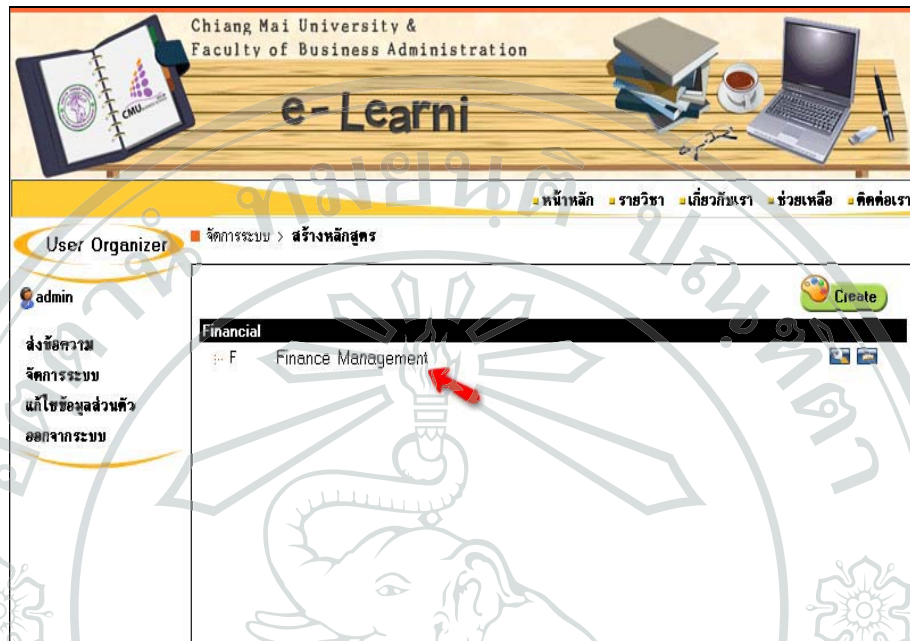 Chiang Mai University &
Faculty of Business Administration
e-Learni
CMU
หน้าหลัก รายวิชา เกี่ยวกับเรา ช่วยเหลือ ติดต่อเรา
User Organizer
จัดการระบบ > สร้างหลักสูตร
admin
Create
ส่งข้อความ
จัดการระบบ
แก้ไขข้อมูลส่วนตัว
ออกจากระบบ
Financial
F Finance Management